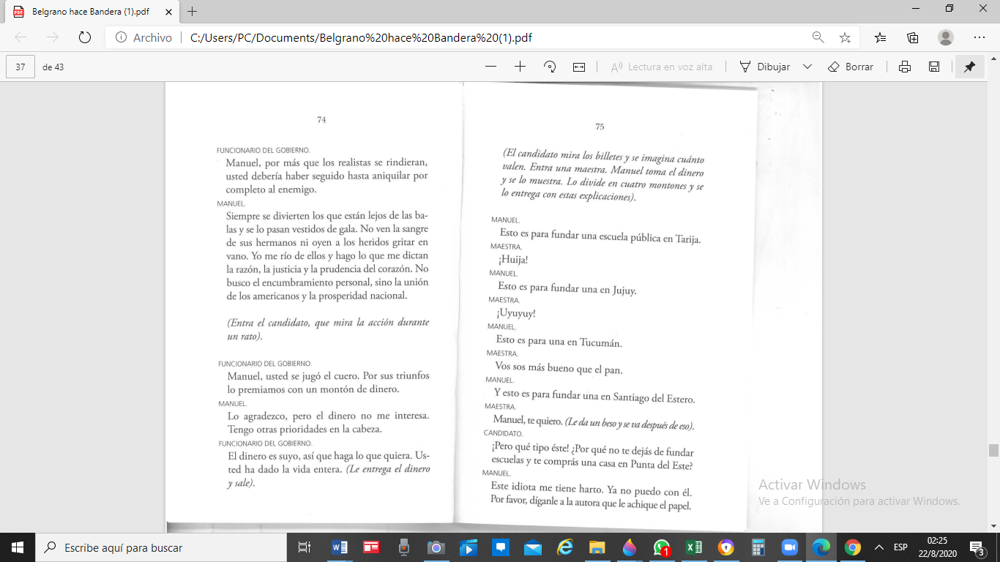 Belgrano hace Bandera (1).pdf
Archivo
C:/Users/PC/Documents/Belgrano%20hace%20Bandera%20(1).pdf
37
de 43
Lectura en voz alta
Dibujar
Borrar
74
FUNCIONARIO DEL GOBIERNO.
Manuel, por más que los realistas se rindieran,
usted debería haber seguido hasta aniquilar por
completo al enemigo.
MANUEL.
Siempre se divierten los que están lejos de las ba-
las y se lo pasan vestidos de gala. No ven la sangre
de sus hermanos ni oyen a los heridos gritar en
vano. Yo me río de ellos y hago lo que me dictan
la razón, la justicia y la prudencia del corazón. No
busco el encumbramiento personal, sino la unión
de los americanos y la prosperidad nacional.
(Entra el candidato, que mira la acción durante
un rato).
FUNCIONARIO DEL GOBIERNO.
Manuel, usted se jugó el cuero. Por sus triunfos
lo premiamos con un montón de dinero.
MANUEL.
Lo agradezco, pero el dinero no me interesa.
Tengo otras prioridades en la cabeza.
FUNCIONARIO DEL GOBIERNO.
El dinero es suyo, así que haga lo que quiera. Us-
ted ha dado la vida entera. (Le entrega el dinero
y sale).
75
(El candidato mira los billetes y se imagina cuánto
valen. Entra una maestra. Manuel toma el dinero
y se lo muestra. Lo divide en cuatro montones y se
lo entrega con estas explicaciones).
MANUEL.
Esto es para fundar una escuela pública en Tarija.
MAESTRA.
¡Huija!
MANUEL.
Esto es para fundar una en Jujuy.
MAESTRA.
¡Uyuyuy!
MANUEL.
Esto es para una en Tucumán.
MAESTRA.
Vos sos más bueno que el pan.
MANUEL.
Y esto es para fundar una en Santiago del Estero.
MAESTRA.
Manuel, te quiero. (Le da un beso y se va después de eso).
CANDIDATO.
¡Pero qué tipo éste! ¿Por qué no te dejás de fundar
escuelas y te comprás una casa en Punta del Este?
MANUEL.
Este idiota me tiene harto. Ya no puedo con él.
Por favor, díganle a la autora que le achique el papel.
Activar Windows
Ve a Configuración para activar Windows.
Escribe aquí para buscar
1
ESP
02:25
22/8/2020
3